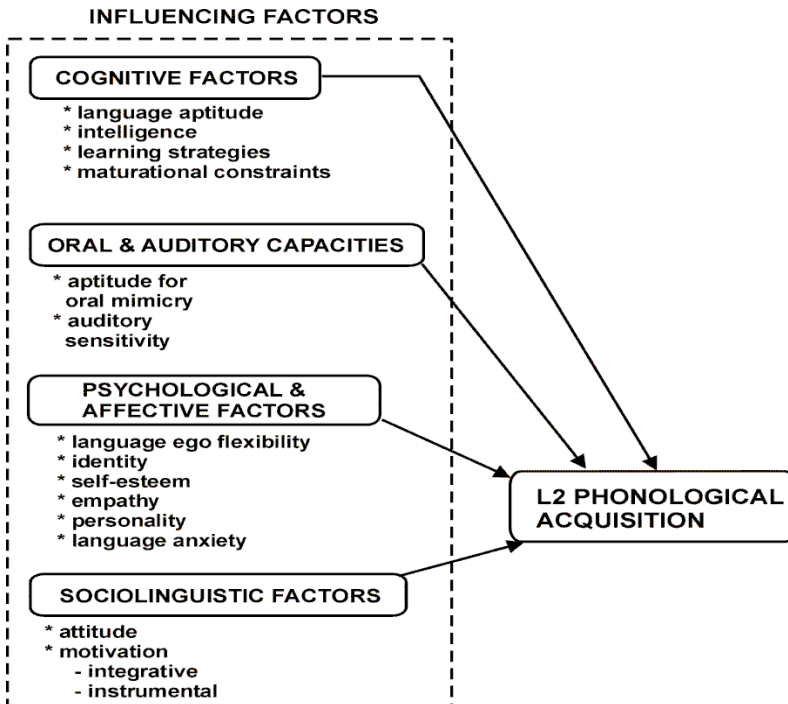 INFLUENCING FACTORS
COGNITIVE FACTORS
* language aptitude
* intelligence
* learning strategies
* maturational constraints
ORAL & AUDITORY CAPACITIES
* aptitude for
oral mimicry
* auditory
sensitivity
PSYCHOLOGICAL &
AFFECTIVE FACTORS
* language ego flexibility
* identity
* self-esteem
* empathy
* personality
* language anxiety
L2 PHONOLOGICAL
ACQUISITION
SOCIOLINGUISTIC FACTORS
* attitude
* motivation
- integrative
- instrumental